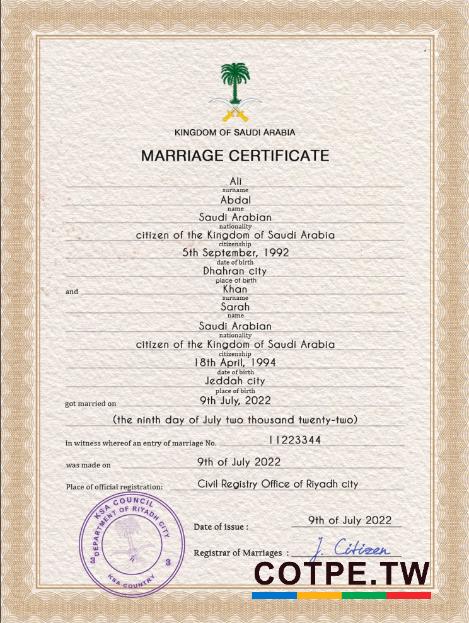 KINGDOM OF SAUDI ARABIA
MARRIAGE CERTIFICATE
Ali
surname
Abdal
name
Saudi Arabian
nationality
citizen of the Kingdom of Saudi Arabia
citizenship
5th September, 1992
date of birth
Dhahran city
place of birth
and
Khan
surname
Sarah
name
Saudi Arabian
nationality
citizen of the Kingdom of Saudi Arabia
citizenship
18th April, 1994
date of birth
Jeddah city
place of birth
got married on 9th July, 2022
(the ninth day of July two thousand twenty-two)
In witness whereof an entry of marriage No. 11223344
was made on 9th of July 2022
Place of official registration: Civil Registry Office of Riyadh city
KSA COUNCIL
DEPARTMENT OF RIYADH CITY
KSA COUNTRY
Date of issue : 9th of July 2022
Registrar of Marriages : J. Citizen
COTPE.TW